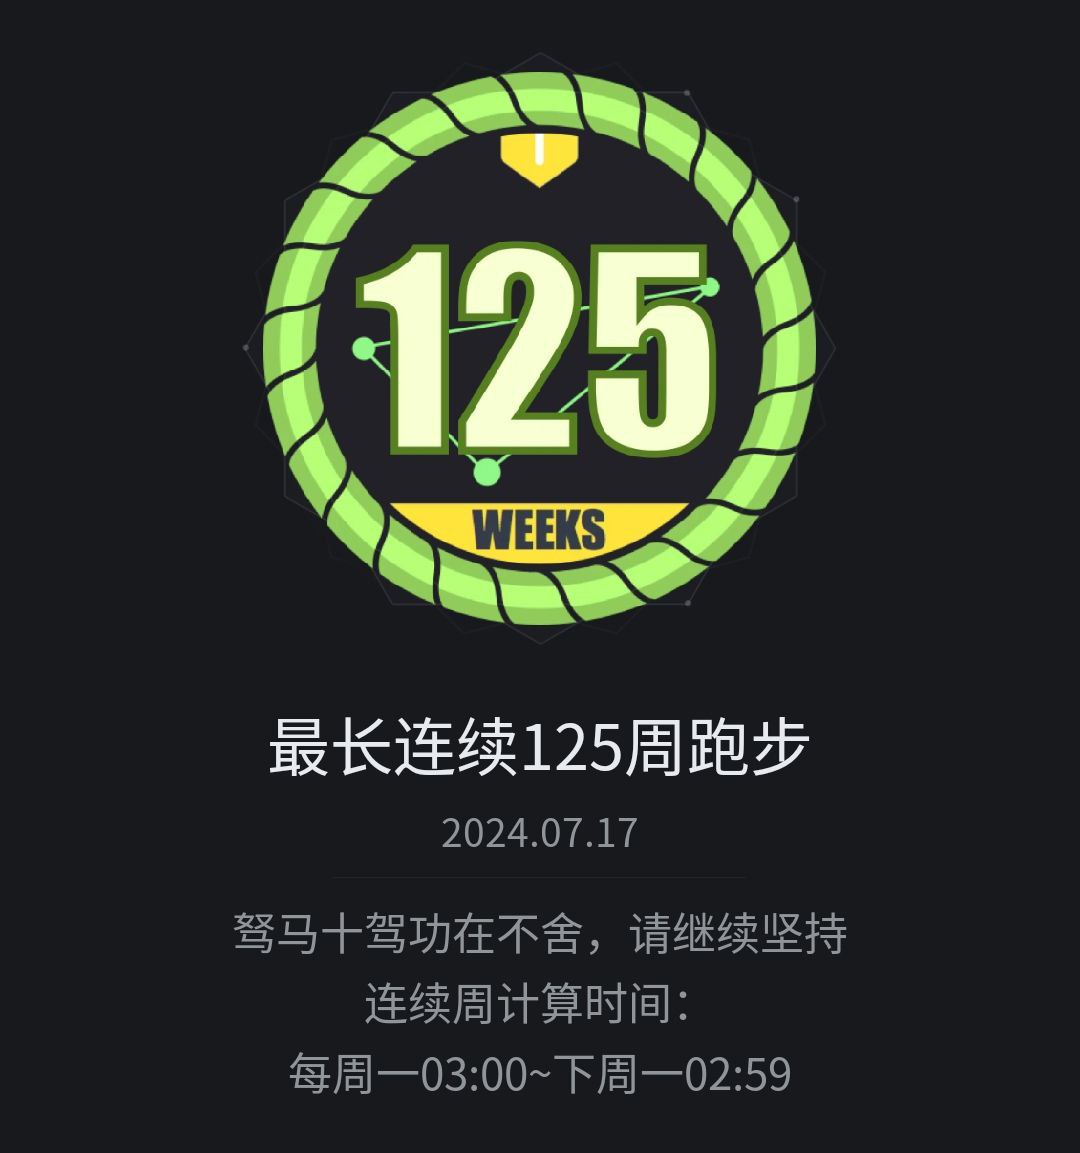 125
WEEKS
最长连续125周跑步
2024.07.17
驽马十驾功在不舍，请继续坚持
连续周计算时间：
每周一03:00~下周一02:59